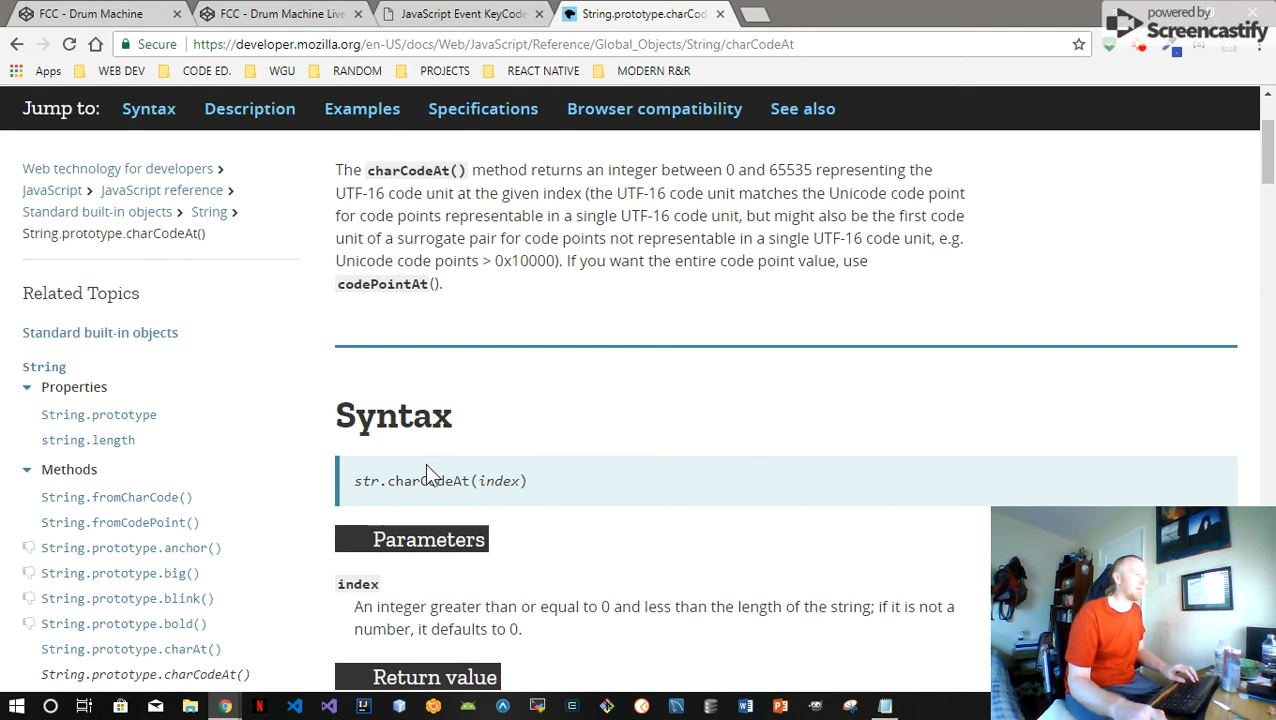 FCC - Drum Machine
FCC - Drum Machine Live
JavaScript Event KeyCode
String.prototype.charCod
powered by
Screencastify
Secure
https://developer.mozilla.org/en-US/docs/Web/JavaScript/Reference/Global_Objects/String/charCodeAt
Apps
WEB DEV
CODE ED.
WGU
RANDOM
PROJECTS
REACT NATIVE
MODERN R&R
Jump to:
Syntax
Description
Examples
Specifications
Browser compatibility
See also
Web technology for developers
JavaScript
JavaScript reference
Standard built-in objects
String
String.prototype.charCodeAt()
Related Topics
Standard built-in objects
String
Properties
String.prototype
string.length
Methods
String.fromCharCode()
String.fromCodePoint()
String.prototype.anchor()
String.prototype.big()
String.prototype.blink()
String.prototype.bold()
String.prototype.charAt()
String.prototype.charCodeAt()
The charCodeAt() method returns an integer between 0 and 65535 representing the
UTF-16 code unit at the given index (the UTF-16 code unit matches the Unicode code point
for code points representable in a single UTF-16 code unit, but might also be the first code
unit of a surrogate pair for code points not representable in a single UTF-16 code unit, e.g.
Unicode code points > 0x10000). If you want the entire code point value, use
codePointAt().
Syntax
str.charCodeAt(index)
Parameters
index
An integer greater than or equal to 0 and less than the length of the string; if it is not a
number, it defaults to 0.
Return value